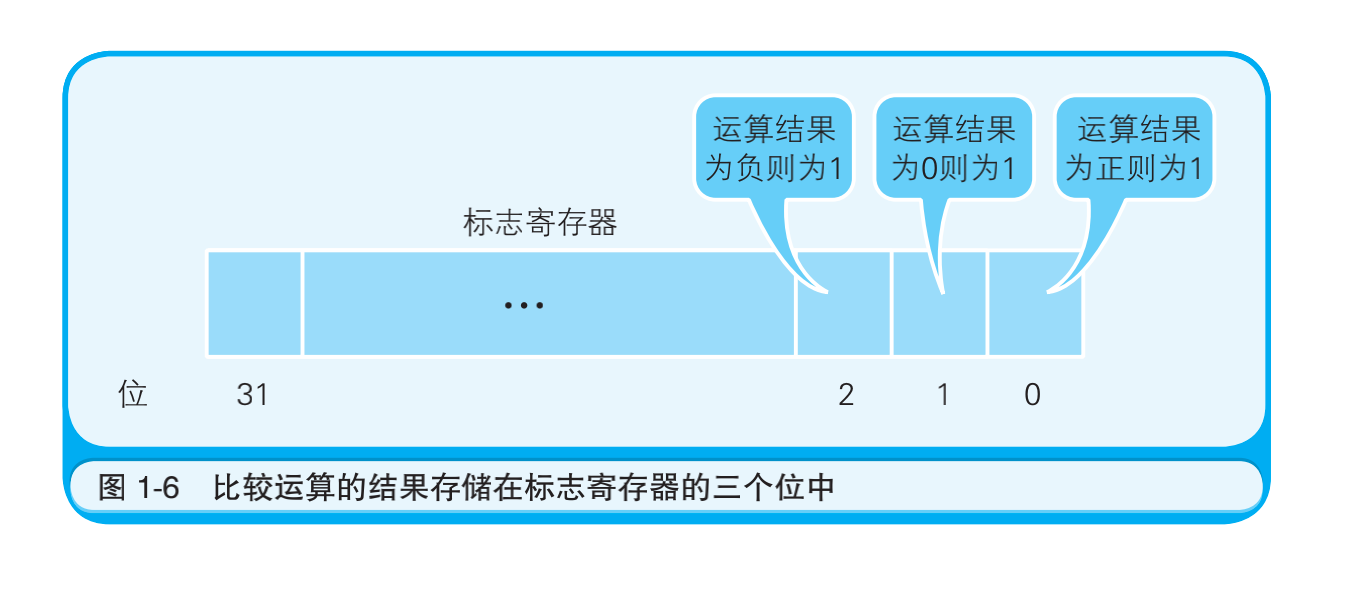 运算结果
为负则为1
运算结果
为0则为1
运算结果
为正则为1
标志寄存器
...
位 31 2 1 0
图 1-6 比较运算的结果存储在标志寄存器的三个位中